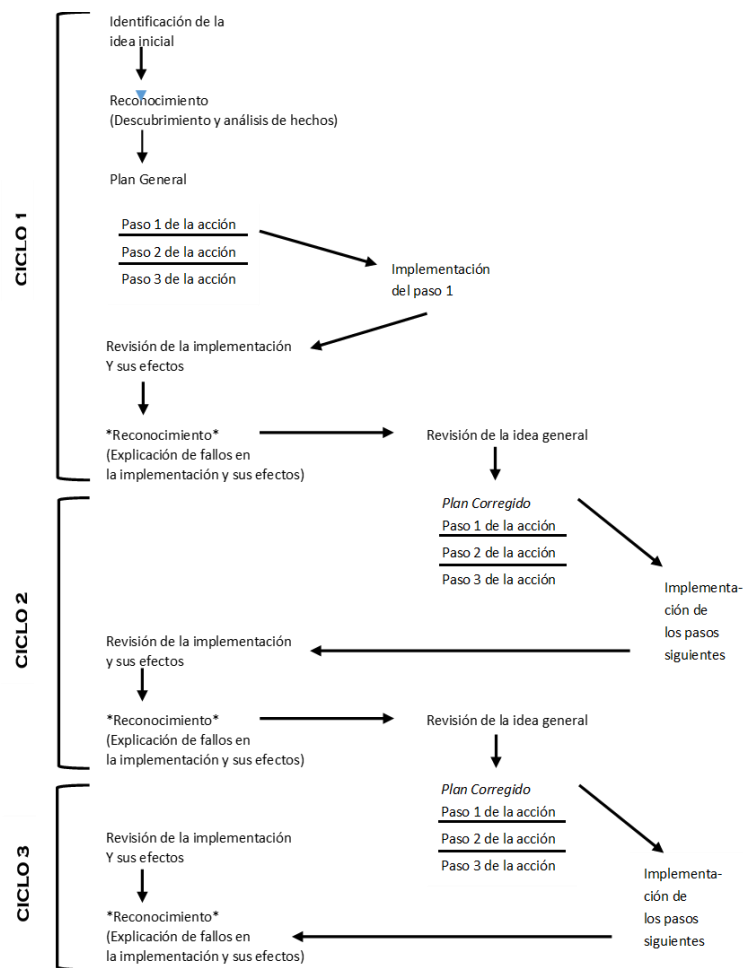 Identificación de la
idea inicial
Reconocimiento
(Descubrimiento y análisis de hechos)
Plan General
CICLO 1
Paso 1 de la acción
Paso 2 de la acción
Paso 3 de la acción
Implementación
del paso 1
Revisión de la implementación
Y sus efectos
*Reconocimiento*
(Explicación de fallos en
la implementación y sus efectos)
Revisión de la idea general
CICLO 2
Plan Corregido
Paso 1 de la acción
Paso 2 de la acción
Paso 3 de la acción
Implementa-
ción de
los pasos
siguientes
Revisión de la implementación
y sus efectos
*Reconocimiento*
(Explicación de fallos en
la implementación y sus efectos)
Revisión de la idea general
CICLO 3
Plan Corregido
Paso 1 de la acción
Paso 2 de la acción
Paso 3 de la acción
Implementa-
ción de
los pasos
siguientes
Revisión de la implementación
Y sus efectos
*Reconocimiento*
(Explicación de fallos en
la implementación y sus efectos)